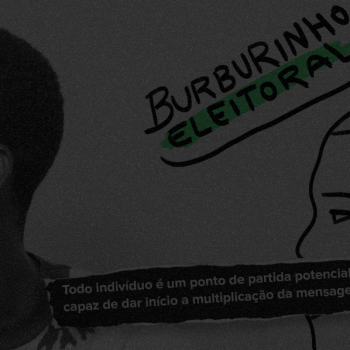 BURBURINHO
ELEITORAL
Todo indivíduo é um ponto de partida potencial
capaz de dar início a multiplicação da mensage